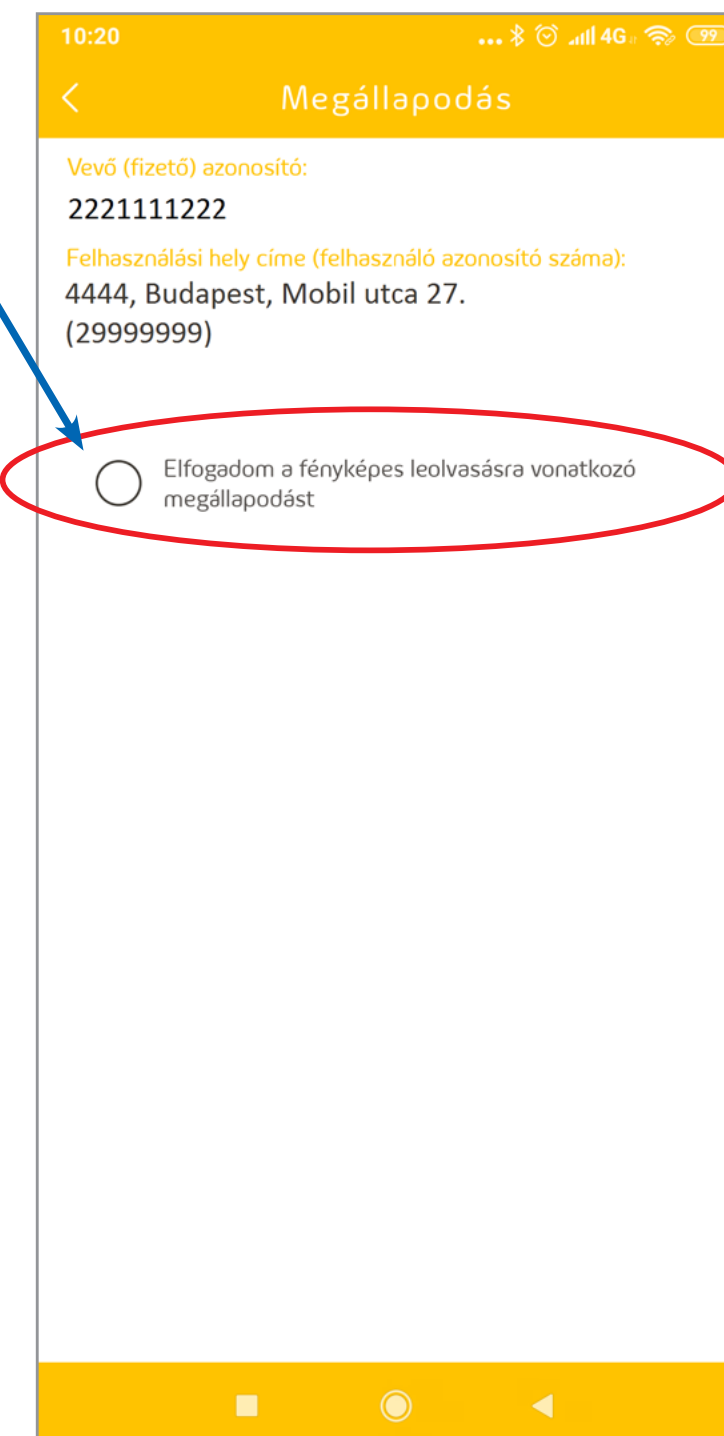 10:20 ... 4G 99
Megállapodás
Vevő (fizető) azonosító:
2221111222
Felhasználási hely címe (felhasználó azonosító száma):
4444, Budapest, Mobil utca 27.
(29999999)
Elfogadom a fényképes leolvasásra vonatkozó
megállapodást